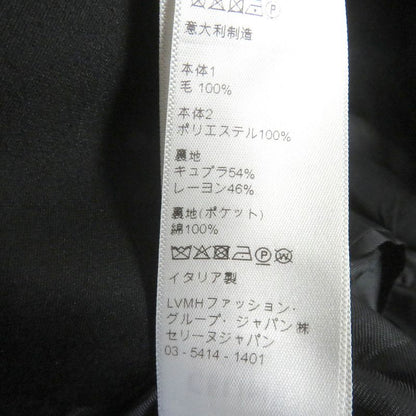 意大利制造
本体1
毛 100%
本体2
ポリエステル100%
裏地
キュプラ54%
レーヨン46%
裏地(ポケット)
綿100%
イタリア製
LVMHファッション・
グループ・ジャパン㈱
セリーヌジャパン
03-5414-1401